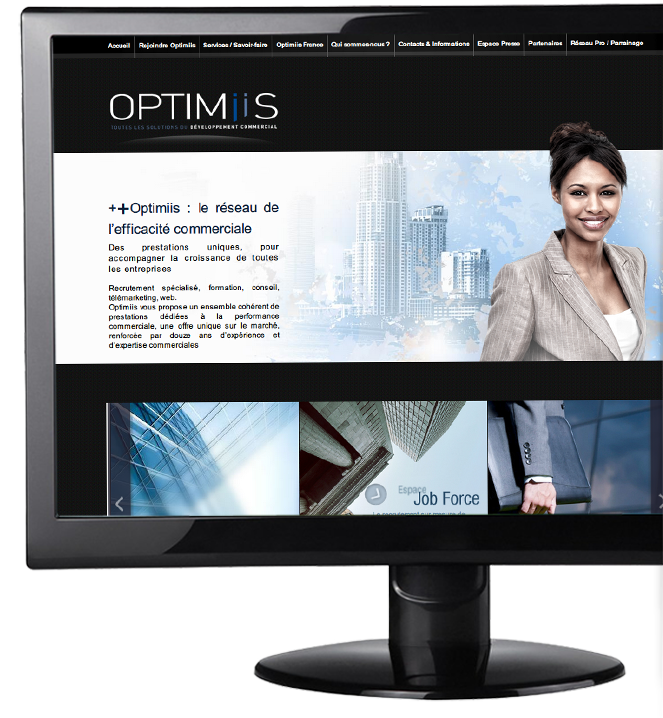 Accueil Rejoindre Optimiis Services / Savoir-faire Optimiis France Qui sommes-nous ? Contacts & Informations Espace Presse Partenaires Réseau Pro / Parrainage
OPTIMiiS
TOUTES LES SOLUTIONS DU DÉVELOPPEMENT COMMERCIAL
++Optimiis : le réseau de
l'efficacité commerciale
Des prestations uniques, pour
accompagner la croissance de toutes
les entreprises
Recrutement spécialisé, formation, conseil,
télémarketing, web.
Optimiis vous propose un ensemble cohérent de
prestations dédiées à la performance
commerciale, une offre unique sur le marché,
renforcée par douze ans d'expérience et
d'expertise commerciales
Espace
Job Force
Le recrutement sur mesure de